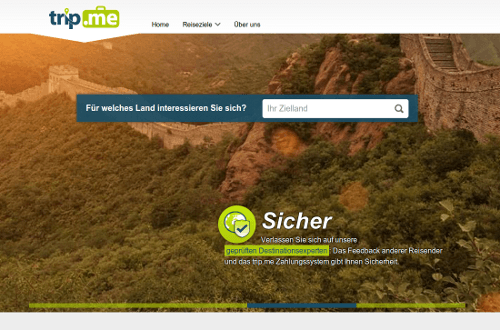 trip.me
Home Reiseziele Über uns
Für welches Land interessieren Sie sich? Ihr Zielland
Sicher
Verlassen Sie sich auf unsere
geprüften Destinationsexperten. Das Feedback anderer Reisender
und das trip.me Zahlungssystem gibt Ihnen Sicherheit.